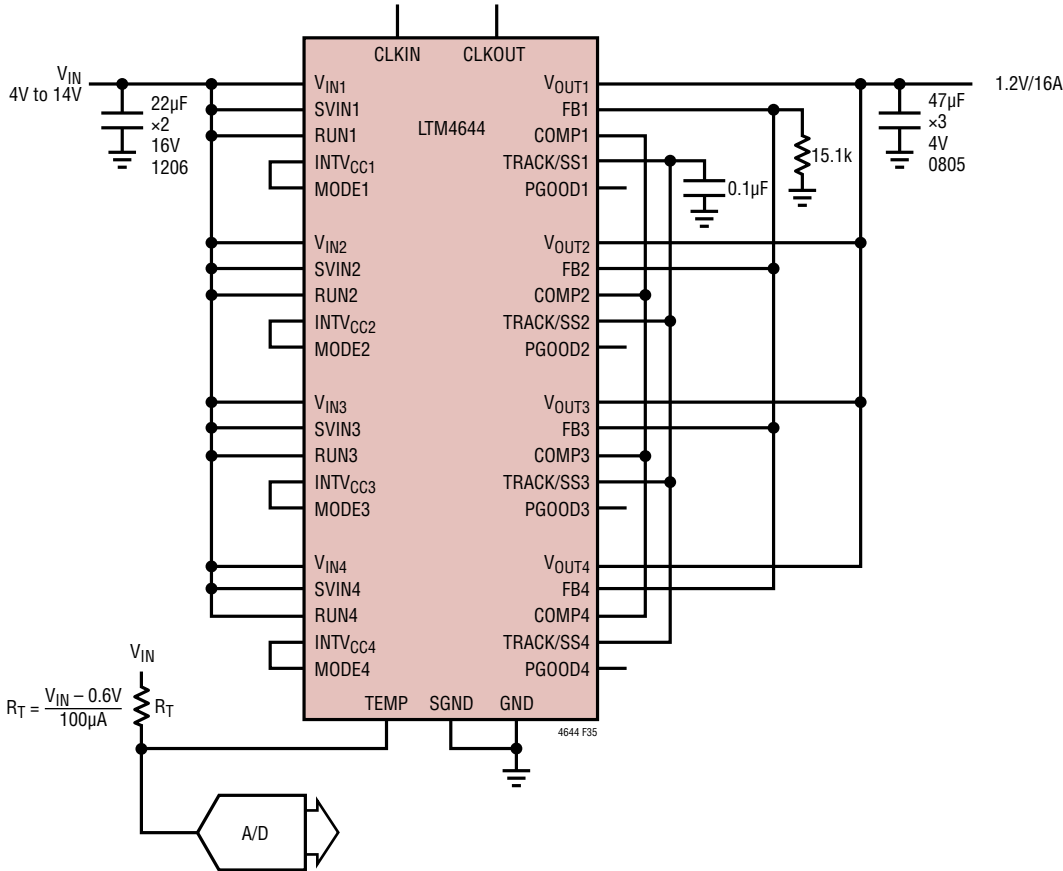 CLKIN
CLKOUT
VIN
4V to 14V
22µF
×2
16V
1206
VIN1
SVIN1
RUN1
INTVCC1
MODE1
LTM4644
VOUT1
FB1
COMP1
TRACK/SS1
PGOOD1
1.2V/16A
47µF
×3
4V
0805
15.1k
0.1µF
VIN2
SVIN2
RUN2
INTVCC2
MODE2
VOUT2
FB2
COMP2
TRACK/SS2
PGOOD2
VIN3
SVIN3
RUN3
INTVCC3
MODE3
VOUT3
FB3
COMP3
TRACK/SS3
PGOOD3
VIN4
SVIN4
RUN4
INTVCC4
MODE4
VOUT4
FB4
COMP4
TRACK/SS4
PGOOD4
VIN
RT = VIN – 0.6V
100µA
RT
TEMP
SGND
GND
4644 F35
A/D